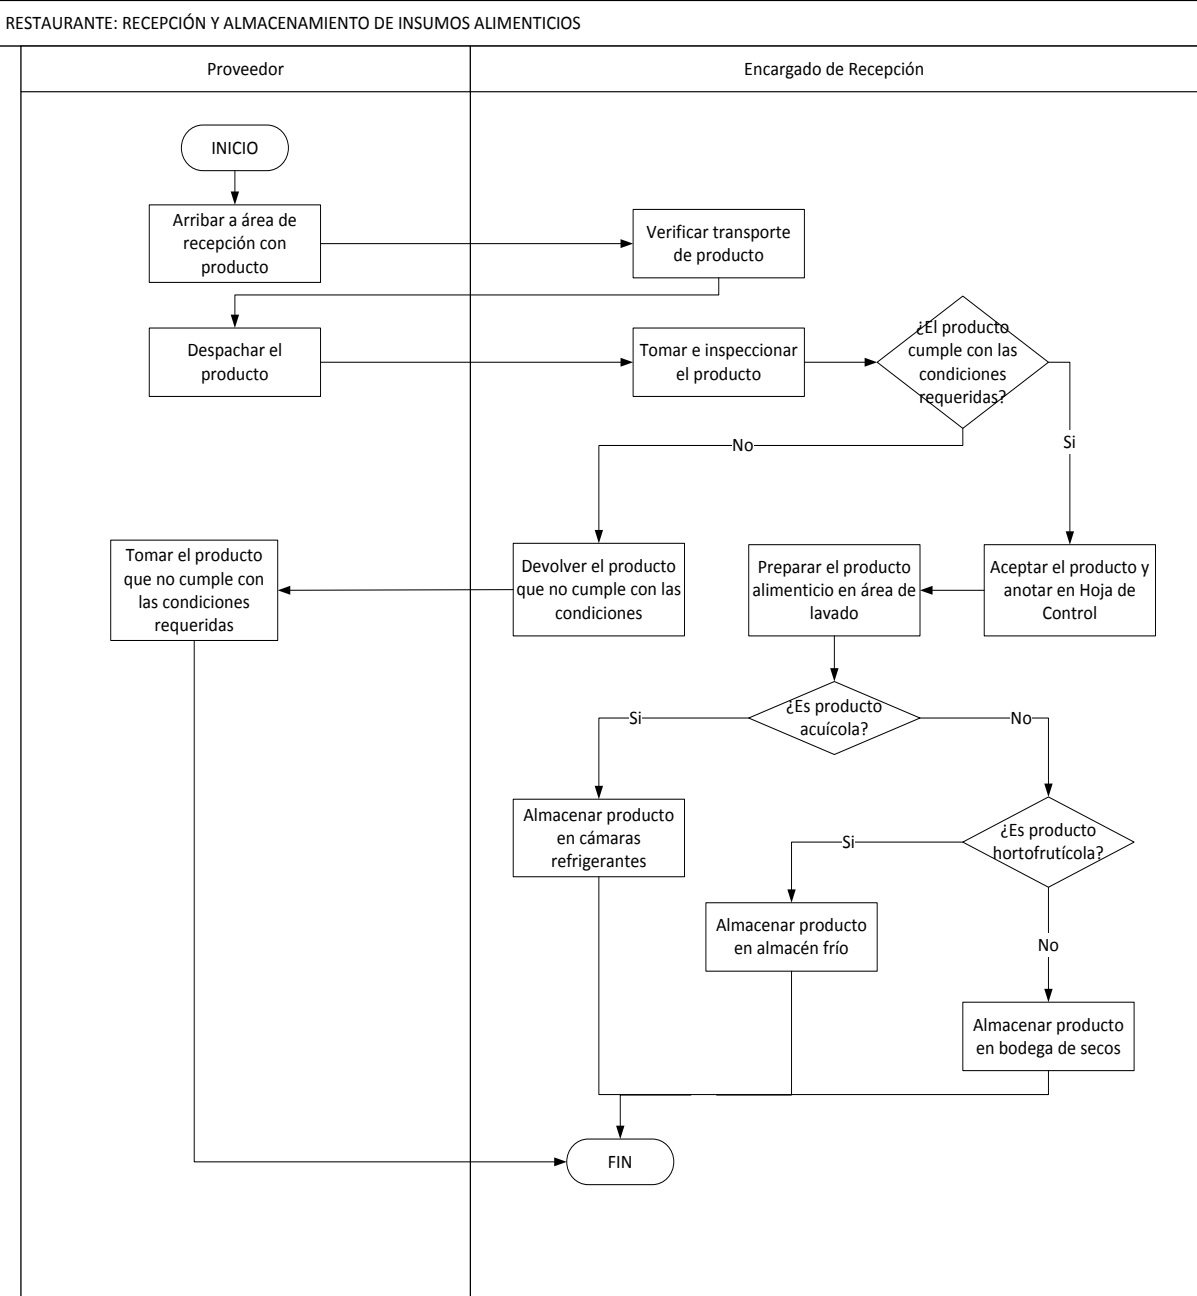 RESTAURANTE: RECEPCIÓN Y ALMACENAMIENTO DE INSUMOS ALIMENTICIOS
Proveedor
Encargado de Recepción
INICIO
Arribar a área de
recepción con
producto
Verificar transporte
de producto
Despachar el
producto
Tomar e inspeccionar
el producto
¿El producto
cumple con las
condiciones
requeridas?
No
Si
Tomar el producto
que no cumple con
las condiciones
requeridas
Devolver el producto
que no cumple con las
condiciones
Preparar el producto
alimenticio en área de
lavado
Aceptar el producto y
anotar en Hoja de
Control
¿Es producto
acuícola?
Si
No
Almacenar producto
en cámaras
refrigerantes
¿Es producto
hortofrutícola?
Si
Almacenar producto
en almacén frío
No
Almacenar producto
en bodega de secos
FIN